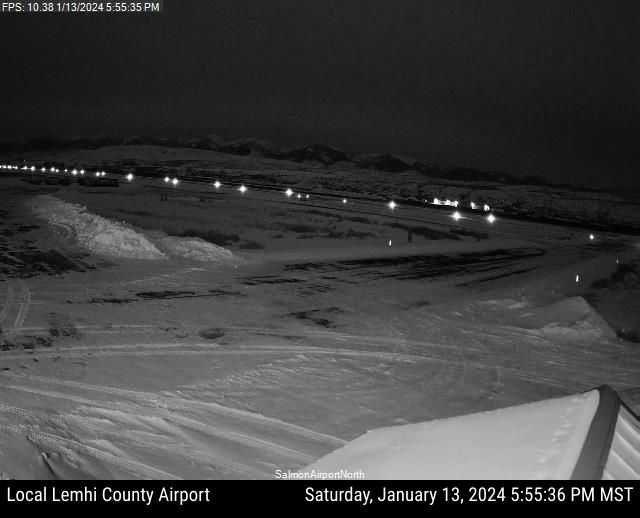 FPS: 10.38 1/13/2024 5:55:35 PM
SalmonAirportNorth
Local Lemhi County Airport Saturday, January 13, 2024 5:55:36 PM MST